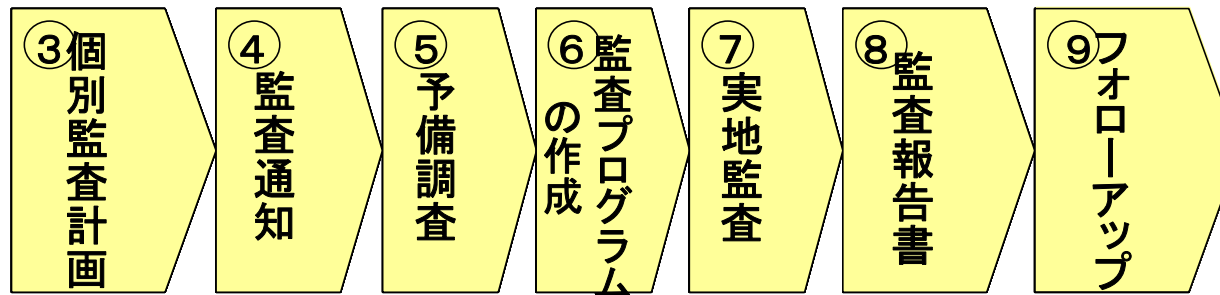 ③
個別監査計画
④
監査通知
⑤
予備調査
⑥
監査プログラム
の作成
⑦
実地監査
⑧
監査報告書
⑨
フォローアップ